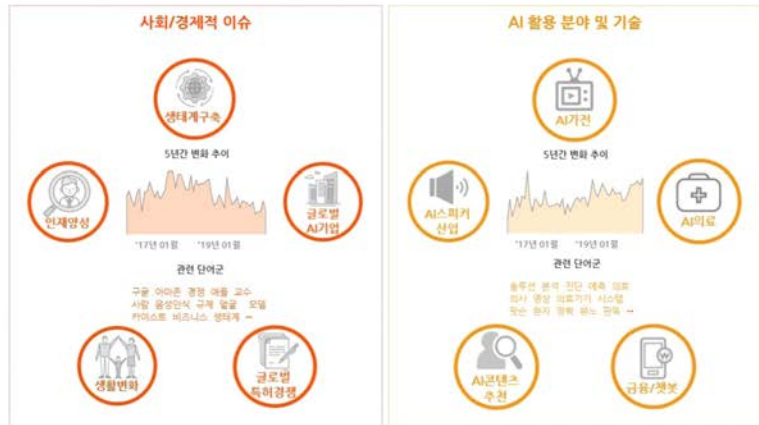 사회/경제적 이슈
생태계구축
5년간 변화 추이
인재양성
글로벌
AI기업
'17년 01월 '19년 01월
관련 단어군
구글 아마존 경쟁 애플 교수
사람 음성인식 규제 얼굴 모델
카이스트 비즈니스 생태계
생활변화
글로벌
특허경쟁
AI 활용 분야 및 기술
AI가전
5년간 변화 추이
AI스피커
산업
AI의료
'17년 01월 '19년 01월
관련 단어군
솔루션 분석 진단 예측 의료
의사 영상 의료기기 시스템
왓슨 환자 정확
AI콘텐츠
추천
금융/챗봇